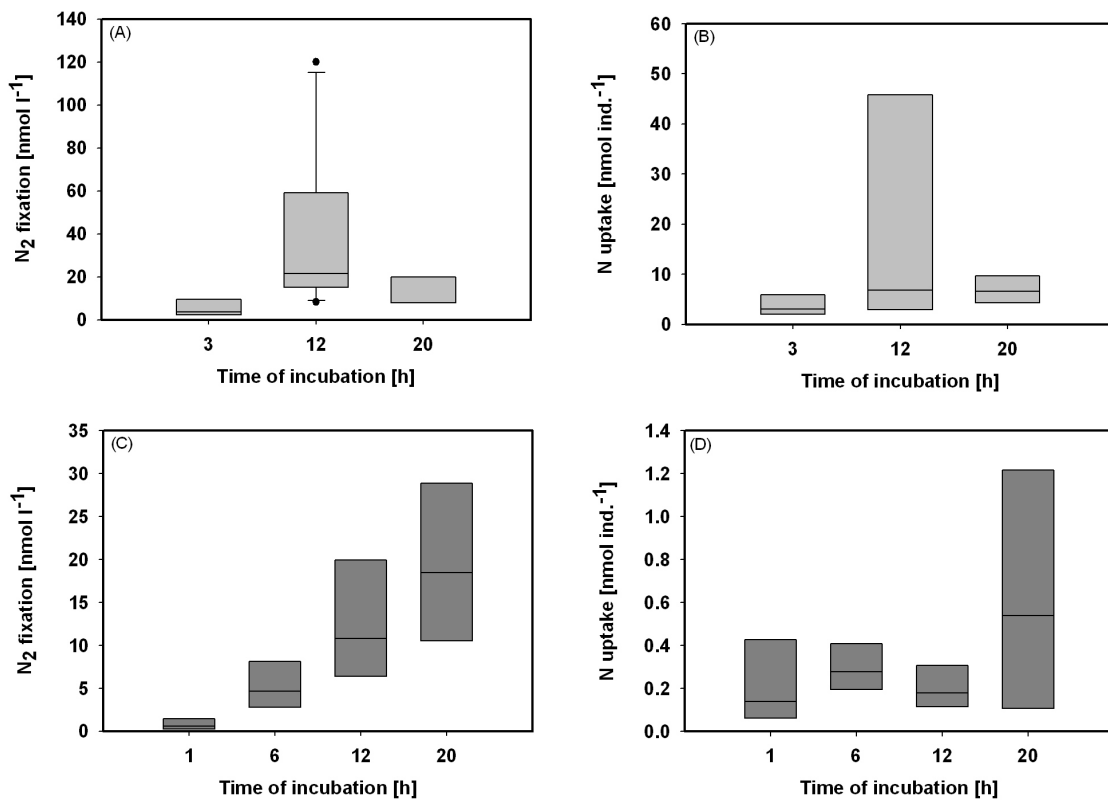 (A)
N₂ fixation [nmol l⁻¹]
140
120
100
80
60
40
20
0
3 12 20
Time of incubation [h]
(B)
N uptake [nmol ind.⁻¹]
60
50
40
30
20
10
0
3 12 20
Time of incubation [h]
(C)
N₂ fixation [nmol l⁻¹]
35
30
25
20
15
10
5
0
1 6 12 20
Time of incubation [h]
(D)
N uptake [nmol ind.⁻¹]
1.4
1.2
1.0
0.8
0.6
0.4
0.2
0.0
1 6 12 20
Time of incubation [h]